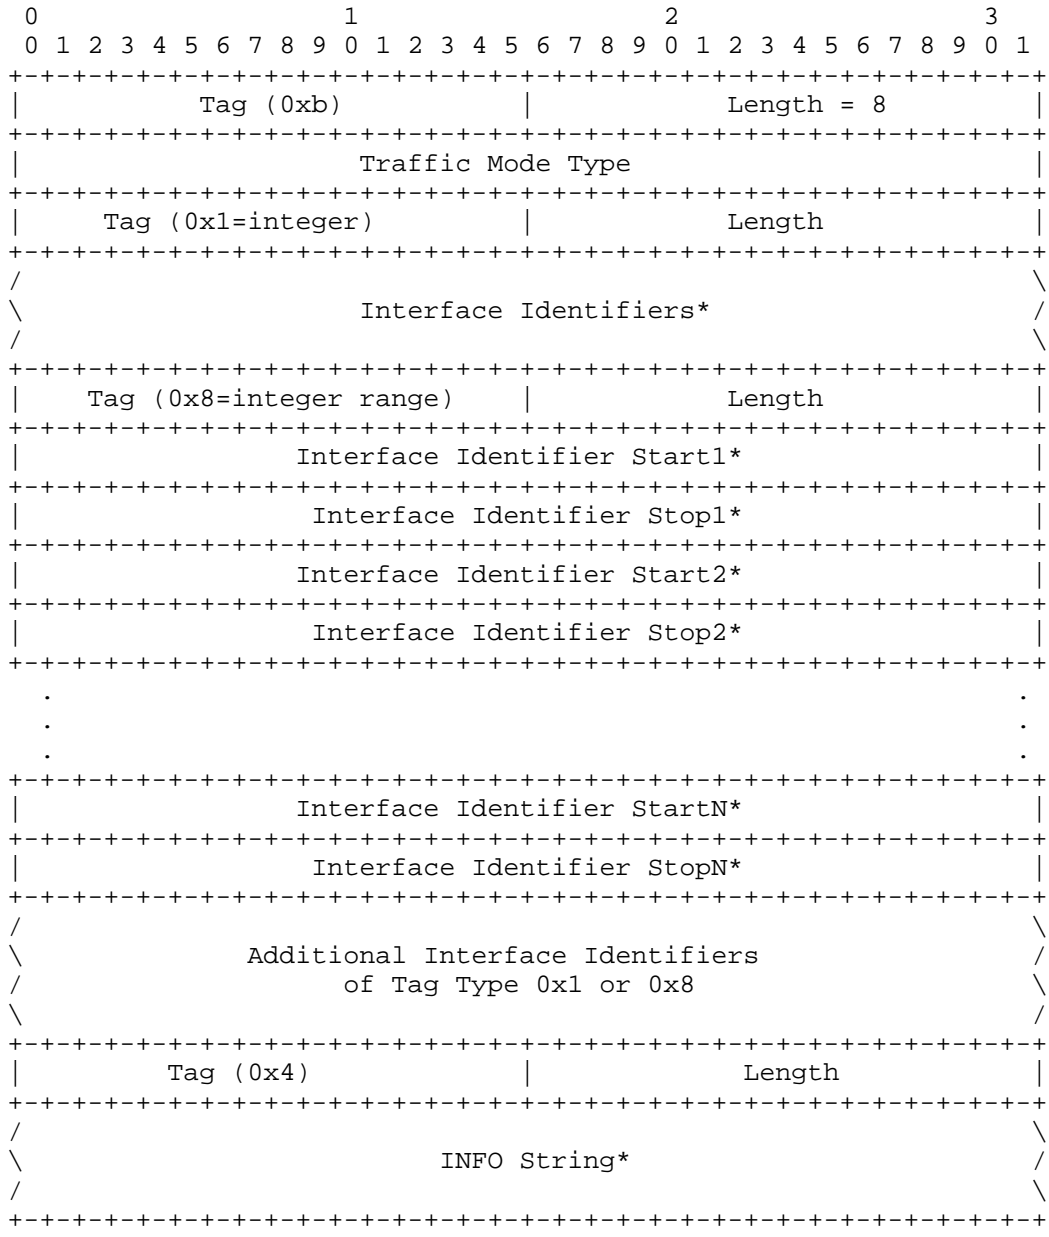 0                   1                   2                   3
 0 1 2 3 4 5 6 7 8 9 0 1 2 3 4 5 6 7 8 9 0 1 2 3 4 5 6 7 8 9 0 1
+-+-+-+-+-+-+-+-+-+-+-+-+-+-+-+-+-+-+-+-+-+-+-+-+-+-+-+-+-+-+-+-+
|           Tag (0xb)           |            Length = 8         |
+-+-+-+-+-+-+-+-+-+-+-+-+-+-+-+-+-+-+-+-+-+-+-+-+-+-+-+-+-+-+-+-+
|                     Traffic Mode Type                         |
+-+-+-+-+-+-+-+-+-+-+-+-+-+-+-+-+-+-+-+-+-+-+-+-+-+-+-+-+-+-+-+-+
|     Tag (0x1=integer)         |            Length             |
+-+-+-+-+-+-+-+-+-+-+-+-+-+-+-+-+-+-+-+-+-+-+-+-+-+-+-+-+-+-+-+-+
/                                                               \
\                     Interface Identifiers*                    /
/                                                               \
+-+-+-+-+-+-+-+-+-+-+-+-+-+-+-+-+-+-+-+-+-+-+-+-+-+-+-+-+-+-+-+-+
|    Tag (0x8=integer range)    |            Length             |
+-+-+-+-+-+-+-+-+-+-+-+-+-+-+-+-+-+-+-+-+-+-+-+-+-+-+-+-+-+-+-+-+
|                 Interface Identifier Start1*                  |
+-+-+-+-+-+-+-+-+-+-+-+-+-+-+-+-+-+-+-+-+-+-+-+-+-+-+-+-+-+-+-+-+
|                  Interface Identifier Stop1*                  |
+-+-+-+-+-+-+-+-+-+-+-+-+-+-+-+-+-+-+-+-+-+-+-+-+-+-+-+-+-+-+-+-+
|                 Interface Identifier Start2*                  |
+-+-+-+-+-+-+-+-+-+-+-+-+-+-+-+-+-+-+-+-+-+-+-+-+-+-+-+-+-+-+-+-+
|                  Interface Identifier Stop2*                  |
+-+-+-+-+-+-+-+-+-+-+-+-+-+-+-+-+-+-+-+-+-+-+-+-+-+-+-+-+-+-+-+-+
  .                                                            .
  .                                                            .
  .                                                            .
+-+-+-+-+-+-+-+-+-+-+-+-+-+-+-+-+-+-+-+-+-+-+-+-+-+-+-+-+-+-+-+-+
|                 Interface Identifier StartN*                  |
+-+-+-+-+-+-+-+-+-+-+-+-+-+-+-+-+-+-+-+-+-+-+-+-+-+-+-+-+-+-+-+-+
|                  Interface Identifier StopN*                  |
+-+-+-+-+-+-+-+-+-+-+-+-+-+-+-+-+-+-+-+-+-+-+-+-+-+-+-+-+-+-+-+-+
/                                                               \
\              Additional Interface Identifiers                 /
/                    of Tag Type 0x1 or 0x8                     \
\                                                               /
+-+-+-+-+-+-+-+-+-+-+-+-+-+-+-+-+-+-+-+-+-+-+-+-+-+-+-+-+-+-+-+-+
|         Tag (0x4)             |             Length            |
+-+-+-+-+-+-+-+-+-+-+-+-+-+-+-+-+-+-+-+-+-+-+-+-+-+-+-+-+-+-+-+-+
/                                                               \
\                          INFO String*                         /
/                                                               \
+-+-+-+-+-+-+-+-+-+-+-+-+-+-+-+-+-+-+-+-+-+-+-+-+-+-+-+-+-+-+-+-+